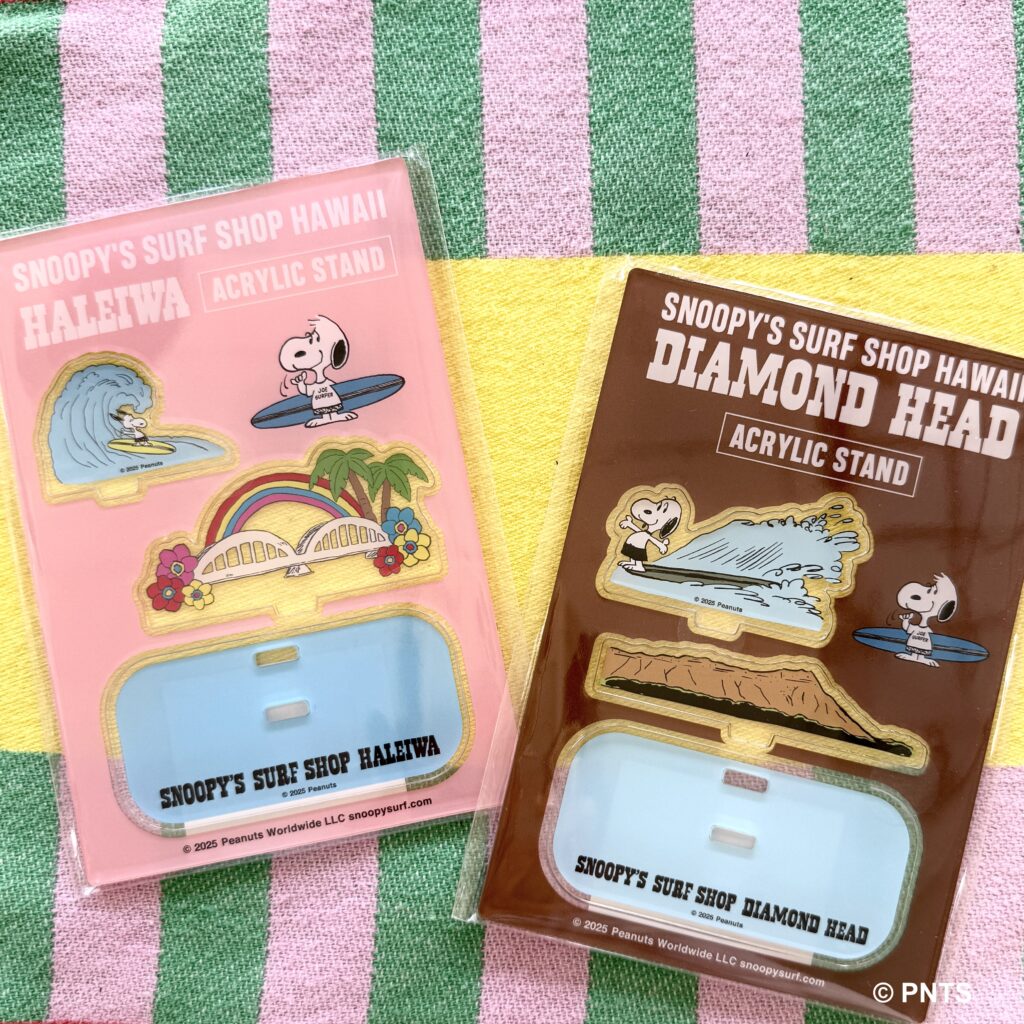 SNOOPY'S SURF SHOP HAWAII
HALEIWA
ACRYLIC STAND
JOE
SURFER
© 2025 Peanuts
SNOOPY'S SURF SHOP HALEIWA
© 2025 Peanuts
© 2025 Peanuts Worldwide LLC snoopysurf.com
SNOOPY'S SURF SHOP HAWAII
DIAMOND HEAD
ACRYLIC STAND
© 2025 Peanuts
JOE
SURFER
SNOOPY'S SURF SHOP DIAMOND HEAD
© 2025 Peanuts
© 2025 Peanuts Worldwide LLC snoopysurf.com
© PNTS